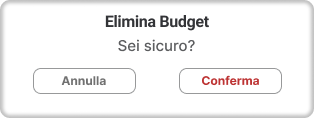 Elimina Budget
Sei sicuro?
Annulla Conferma